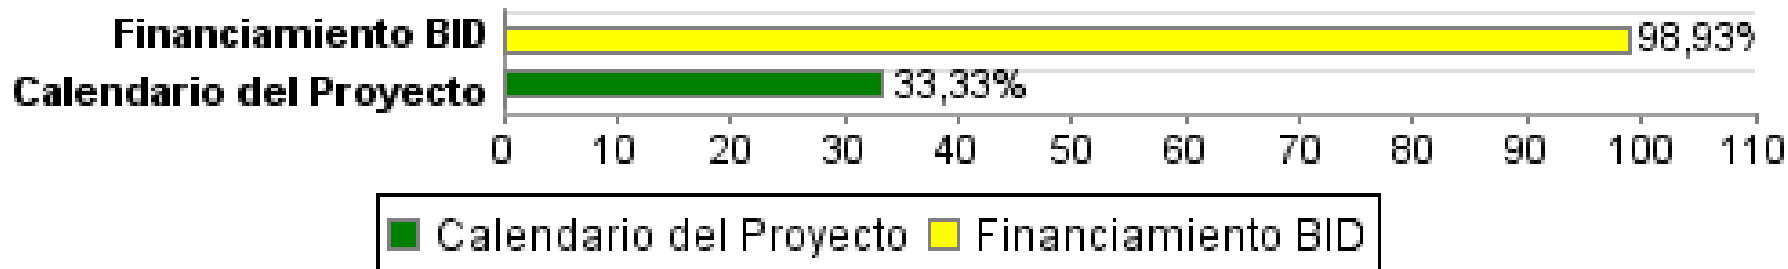 Financiamiento BID 98,93%
Calendario del Proyecto 33,33%
0 10 20 30 40 50 60 70 80 90 100 110
Calendario del Proyecto Financiamiento BID